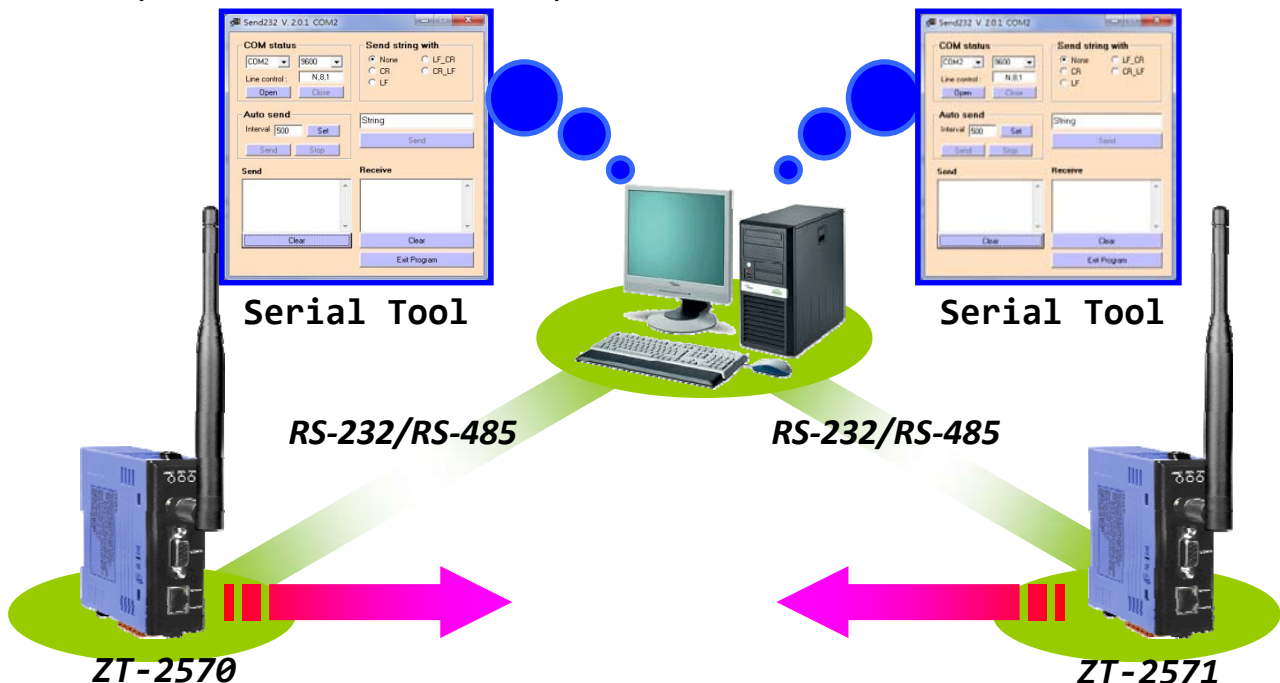 Send232 V. 2.0.1 COM2
COM status
COM2
9600
Line control :
N,8,1
Open
Close
Send string with
None
LF_CR
CR
CR_LF
LF
Auto send
Interval
500
Set
Send
Stop
String
Send
Send
Receive
Clear
Clear
Exit Program
Serial Tool
Send232 V. 2.0.1 COM2
COM status
COM2
9600
Line control :
N,8,1
Open
Close
Send string with
None
LF_CR
CR
CR_LF
LF
Auto send
Interval
500
Set
Send
Stop
String
Send
Send
Receive
Clear
Clear
Exit Program
Serial Tool
RS-232/RS-485
RS-232/RS-485
ZT-2570
ZT-2571